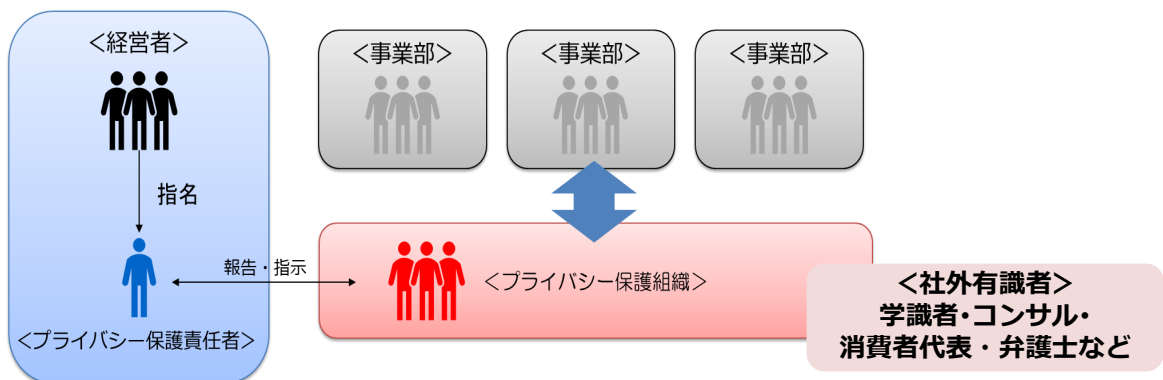 ＜経営者＞
指名
＜プライバシー保護責任者＞
＜事業部＞
＜事業部＞
＜事業部＞
報告・指示
＜プライバシー保護組織＞
＜社外有識者＞
学識者・コンサル・
消費者代表・弁護士など